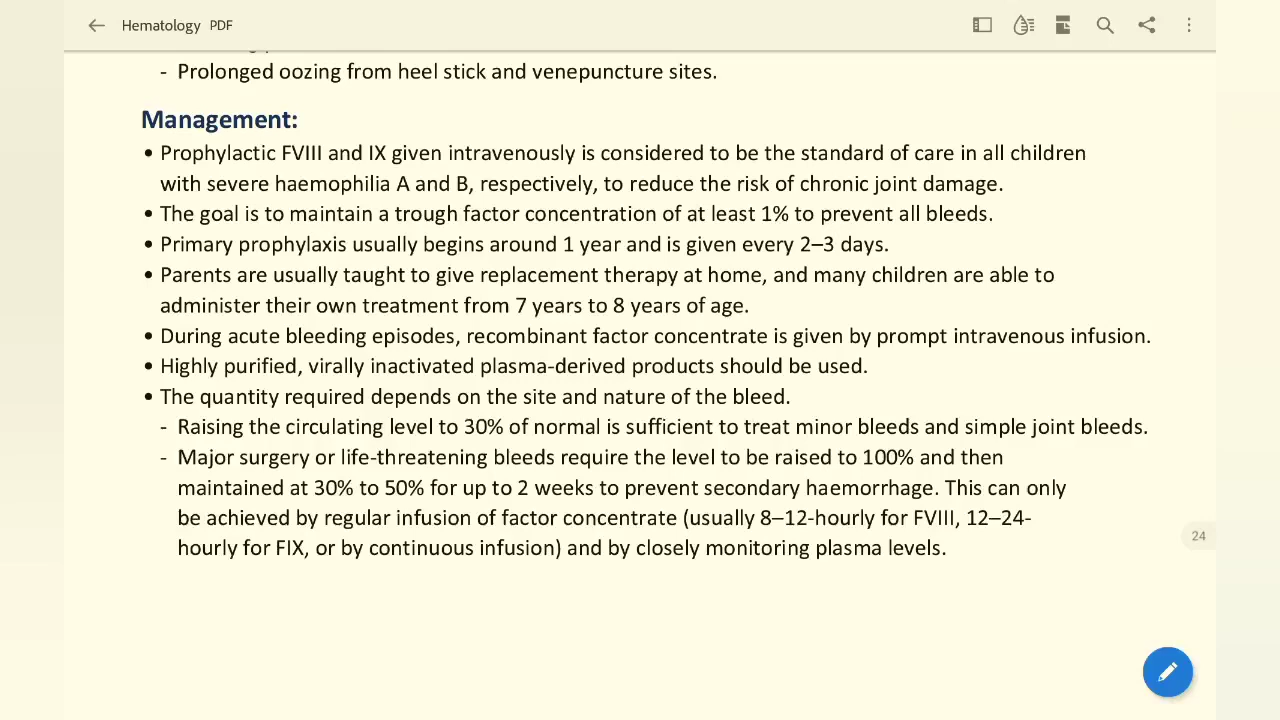 Hematology PDF
- Prolonged oozing from heel stick and venepuncture sites.
Management:
• Prophylactic FVIII and IX given intravenously is considered to be the standard of care in all children
with severe haemophilia A and B, respectively, to reduce the risk of chronic joint damage.
• The goal is to maintain a trough factor concentration of at least 1% to prevent all bleeds.
• Primary prophylaxis usually begins around 1 year and is given every 2–3 days.
• Parents are usually taught to give replacement therapy at home, and many children are able to
administer their own treatment from 7 years to 8 years of age.
• During acute bleeding episodes, recombinant factor concentrate is given by prompt intravenous infusion.
• Highly purified, virally inactivated plasma-derived products should be used.
• The quantity required depends on the site and nature of the bleed.
- Raising the circulating level to 30% of normal is sufficient to treat minor bleeds and simple joint bleeds.
- Major surgery or life-threatening bleeds require the level to be raised to 100% and then
maintained at 30% to 50% for up to 2 weeks to prevent secondary haemorrhage. This can only
be achieved by regular infusion of factor concentrate (usually 8–12-hourly for FVIII, 12–24-
hourly for FIX, or by continuous infusion) and by closely monitoring plasma levels.
24